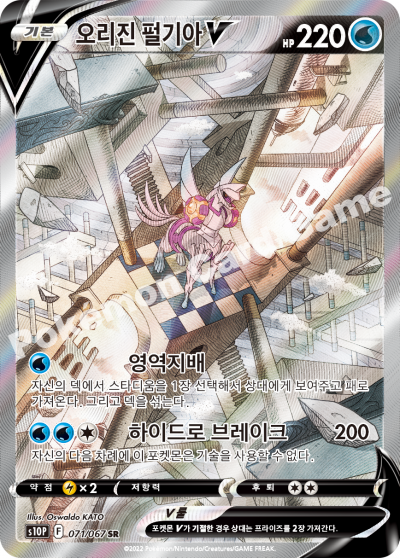 기본
오리진 펄기아V
HP 220
영역지배
자신의 덱에서 스타디움을 1장 선택해서 상대에게 보여주고 패로
가져온다. 그리고 덱을 섞는다.
하이드로 브레이크 200
자신의 다음 차례에 이 포켓몬은 기술을 사용할 수 없다.
약점 ×2 저항력 후퇴
Illus. Oswaldo KATO
V룰
s10P F 071/067 SR
포켓몬 V가 기절한 경우 상대는 프라이즈를 2장 가져간다.
©2022 Pokémon/Nintendo/Creatures/GAME FREAK.
Pokémon Card Game